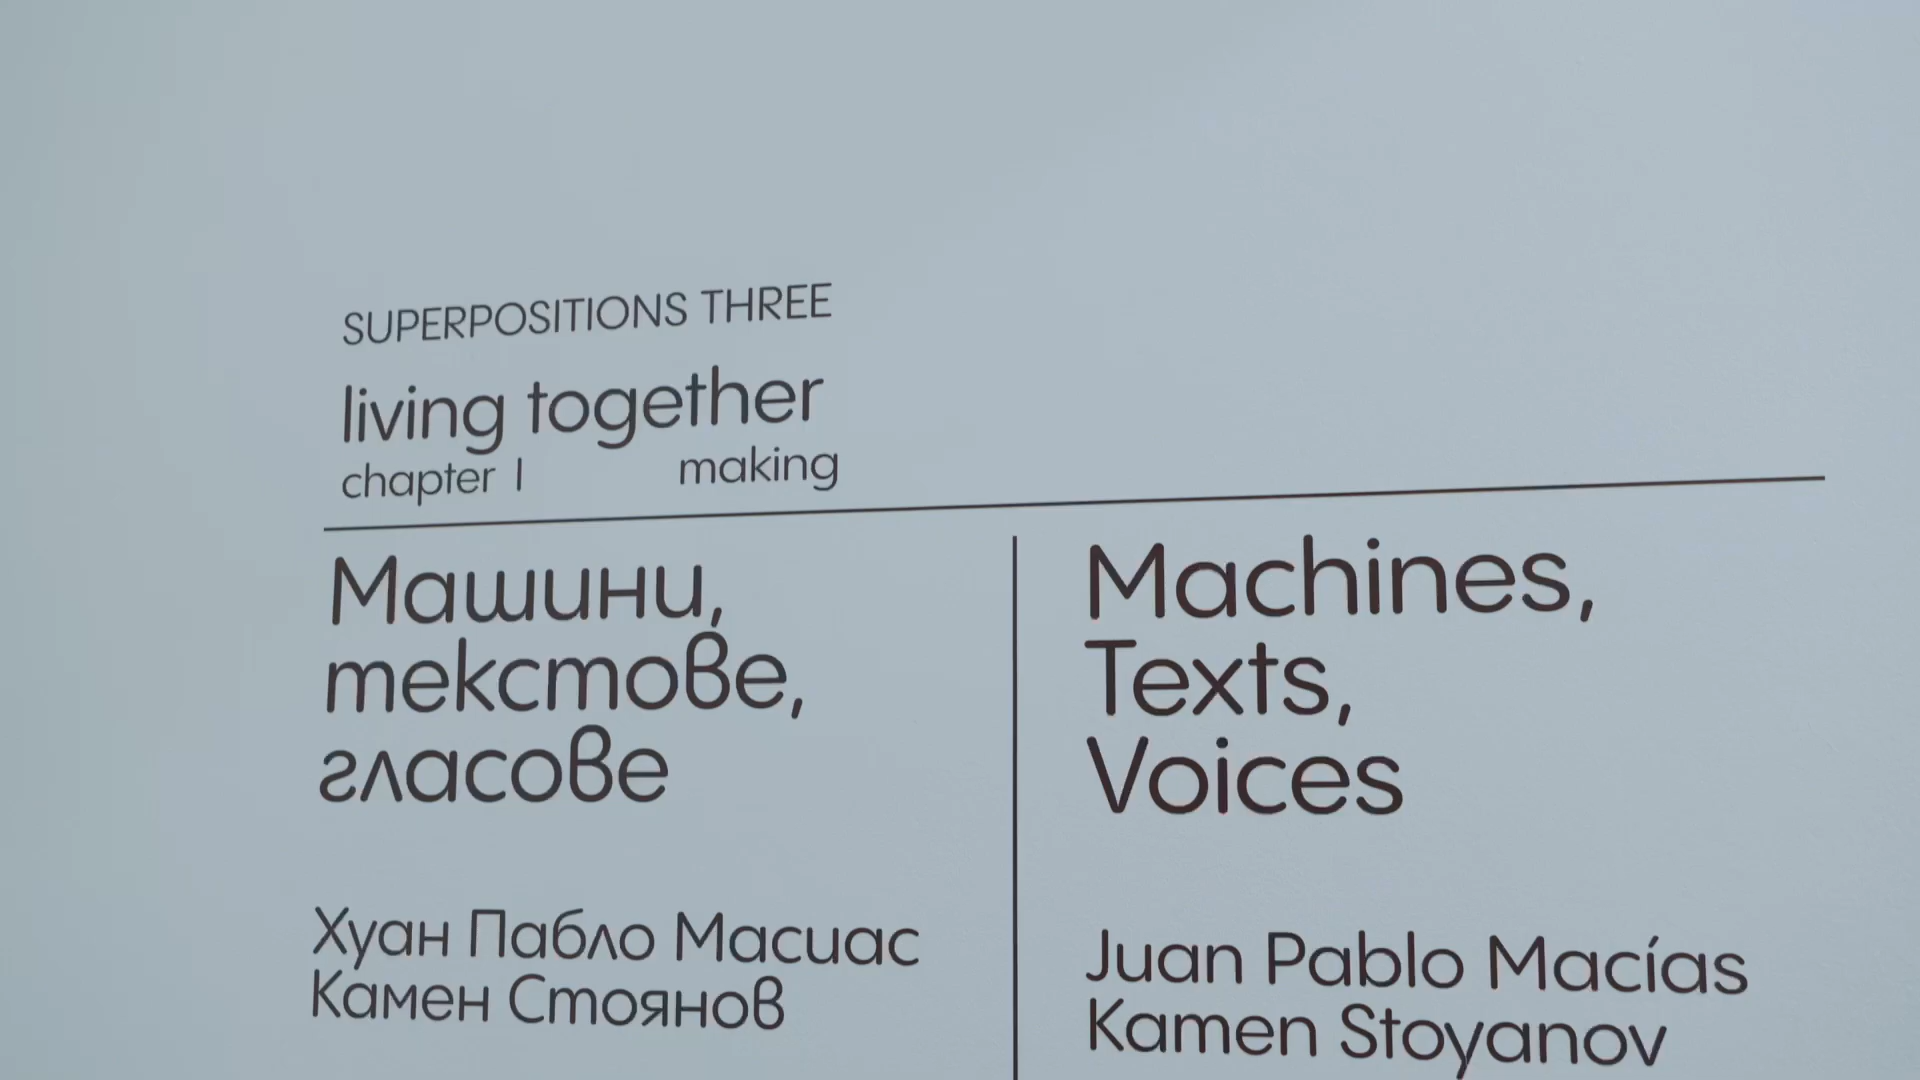 SUPERPOSITIONS THREE
living together
chapter I making
Машини,
текстове,
гласове
Хуан Пабло Масиас
Камен Стоянов
Machines,
Texts,
Voices
Juan Pablo Macías
Kamen Stoyanov